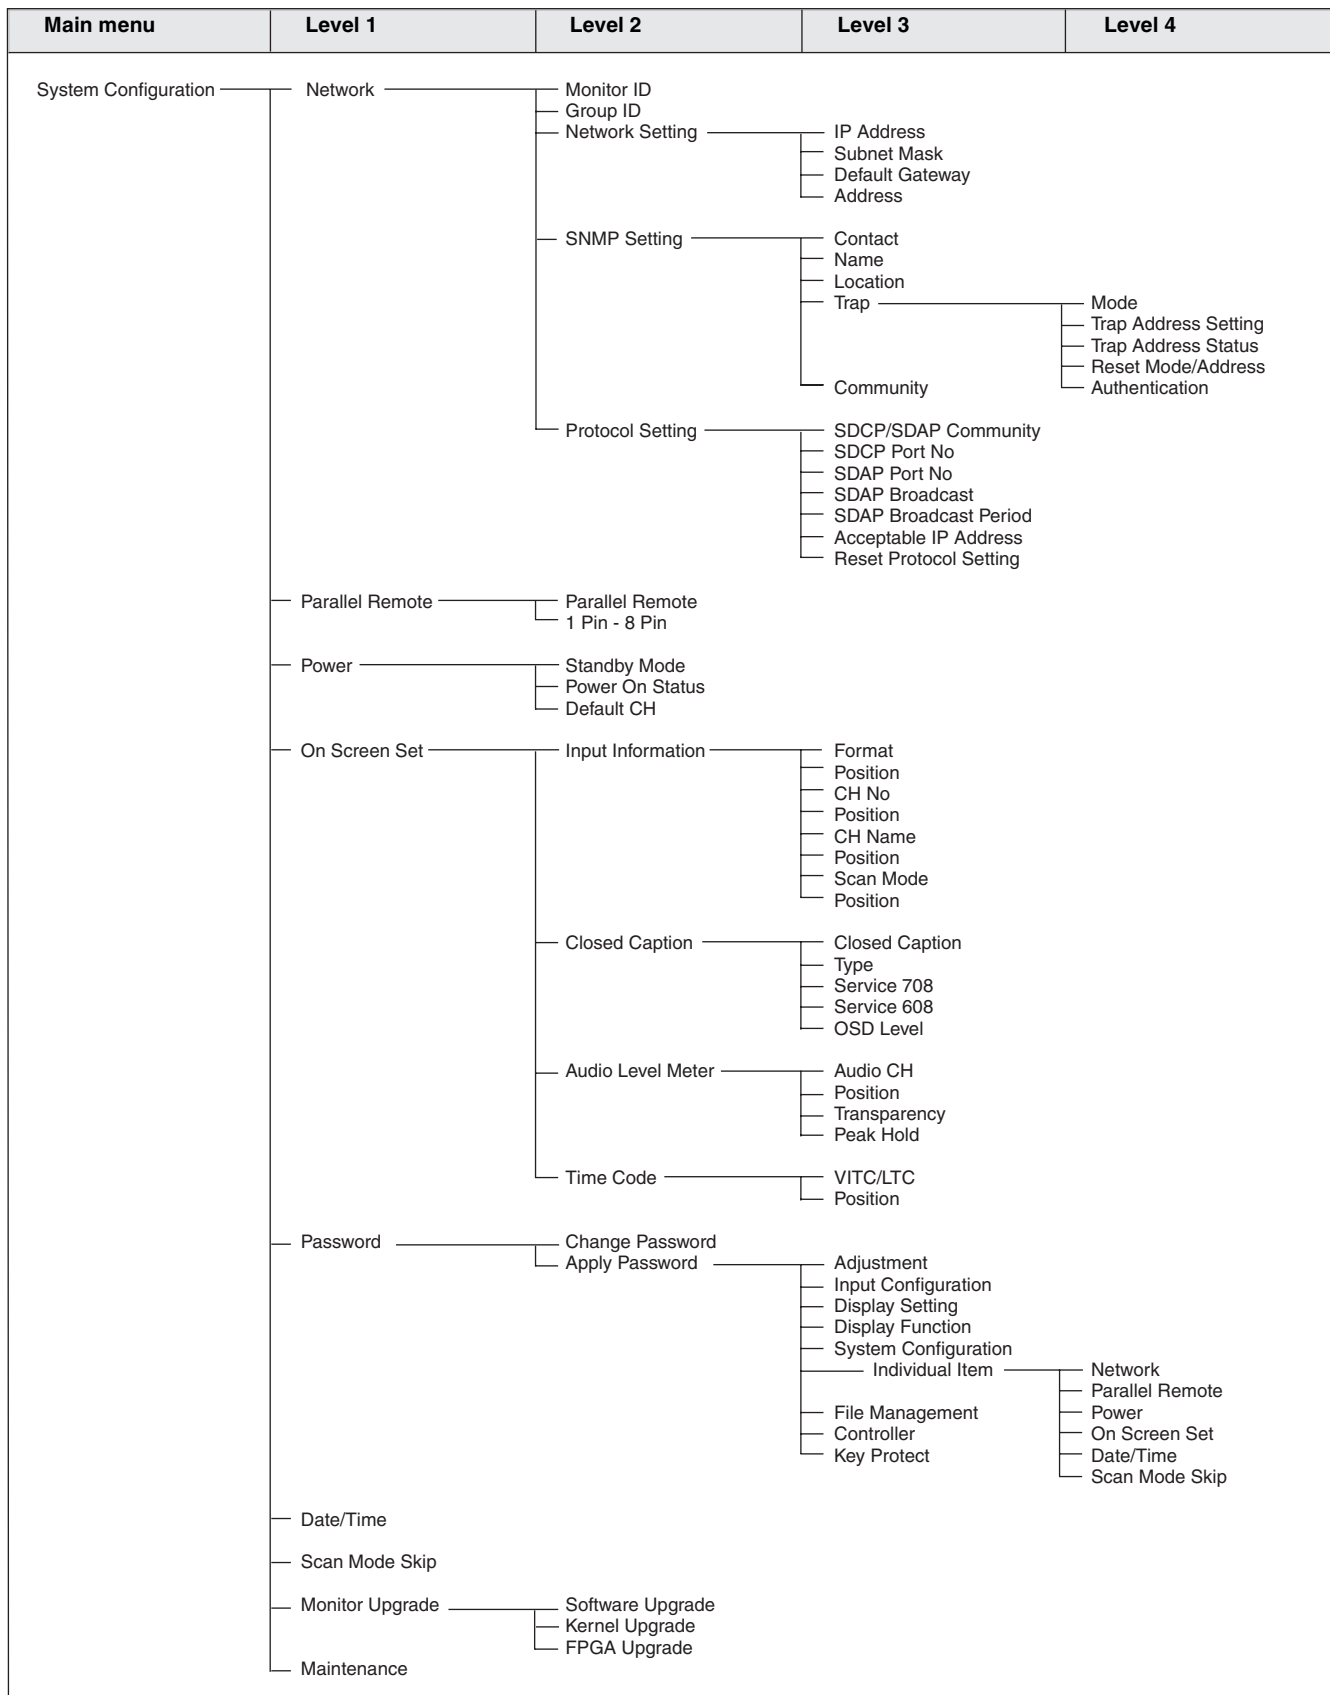 Main menu Level 1 Level 2 Level 3 Level 4
System Configuration Network Monitor ID
Group ID
Network Setting IP Address
Subnet Mask
Default Gateway
Address
SNMP Setting Contact
Name
Location
Trap Mode
Trap Address Setting
Trap Address Status
Reset Mode/Address
Community Authentication
Protocol Setting SDCP/SDAP Community
SDCP Port No
SDAP Port No
SDAP Broadcast
SDAP Broadcast Period
Acceptable IP Address
Reset Protocol Setting
Parallel Remote Parallel Remote
1 Pin - 8 Pin
Power Standby Mode
Power On Status
Default CH
On Screen Set Input Information Format
Position
CH No
Position
CH Name
Position
Scan Mode
Position
Closed Caption Closed Caption
Type
Service 708
Service 608
OSD Level
Audio Level Meter Audio CH
Position
Transparency
Peak Hold
Time Code VITC/LTC
Position
Password Change Password
Apply Password Adjustment
Input Configuration
Display Setting
Display Function
System Configuration
Individual Item Network
Parallel Remote
File Management Power
Controller On Screen Set
Key Protect Date/Time
Scan Mode Skip
Date/Time
Scan Mode Skip
Monitor Upgrade Software Upgrade
Kernel Upgrade
FPGA Upgrade
Maintenance